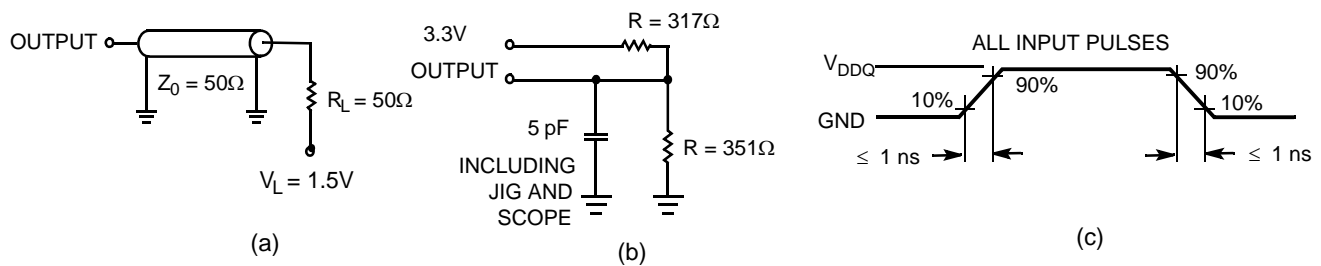 OUTPUT
Z0 = 50Ω
RL = 50Ω
VL = 1.5V
(a)
3.3V
OUTPUT
R = 317Ω
5 pF
INCLUDING
JIG AND
SCOPE
R = 351Ω
(b)
ALL INPUT PULSES
VDDQ
GND
10%
90%
90%
10%
≤ 1 ns
≤ 1 ns
(c)